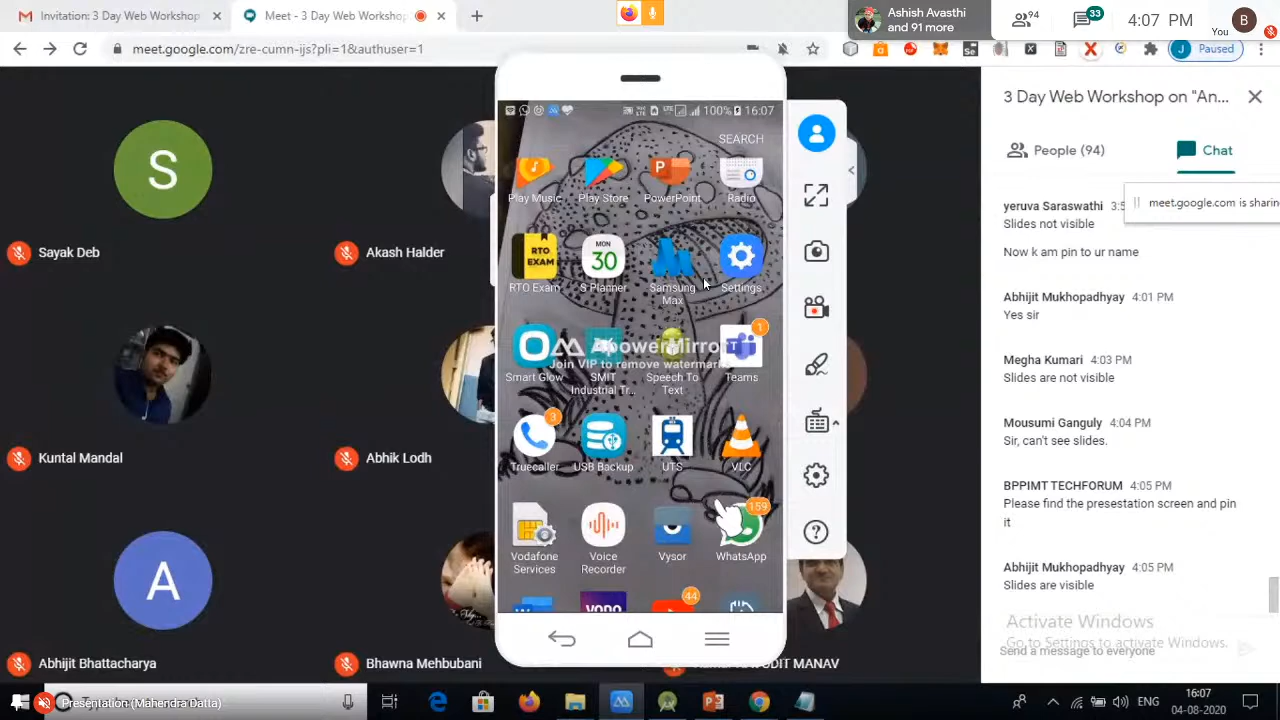 Invitation: 3 Day Web Workshop
Meet - 3 Day Web Workshop
Ashish Avasthi
and 91 more
94
33
4:07 PM
You
B
meet.google.com/zre-cumn-ijs?pli=1&authuser=1
J
Paused
100%
16:07
SEARCH
3 Day Web Workshop on "An...
People (94)
Chat
meet.google.com is sharin
S
Sayak Deb
Akash Halder
Kuntal Mandal
Abhik Lodh
A
Abhijit Bhattacharya
Bhawna Mehbubani
Play Music
Play Store
PowerPoint
Radio
RTO
EXAM
MON
30
RTO Exam
S Planner
Samsung
Max
Settings
ApowerMirror
Join VIP to remove watermark
1
Smart Glow
SMIT
Industrial Tr...
Speech To
Text
Teams
3
Truecaller
USB Backup
UTS
VLC
159
Vodafone
Services
Voice
Recorder
Vysor
WhatsApp
44
yeruva Saraswathi
Slides not visible
Now k am pin to ur name
Abhijit Mukhopadhyay 4:01 PM
Yes sir
Megha Kumari 4:03 PM
Slides are not visible
Mousumi Ganguly 4:04 PM
Sir, can't see slides.
BPPIMT TECHFORUM 4:05 PM
Please find the presestation screen and pin
it
Abhijit Mukhopadhyay 4:05 PM
Slides are visible
Activate Windows
Go to Settings to activate Windows.
Send a message to everyone
Presentation (Mahendra Datta)
ENG
16:07
04-08-2020